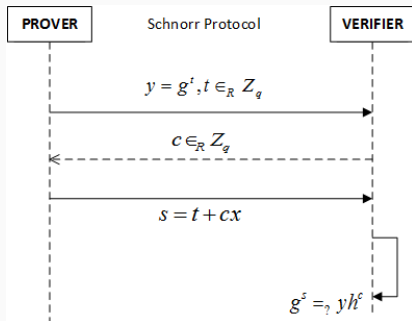 PROVER Schnorr Protocol VERIFIER
y = g^t, t ∈_R Z_q
c ∈_R Z_q
s = t + cx
g^s =_? yh^c